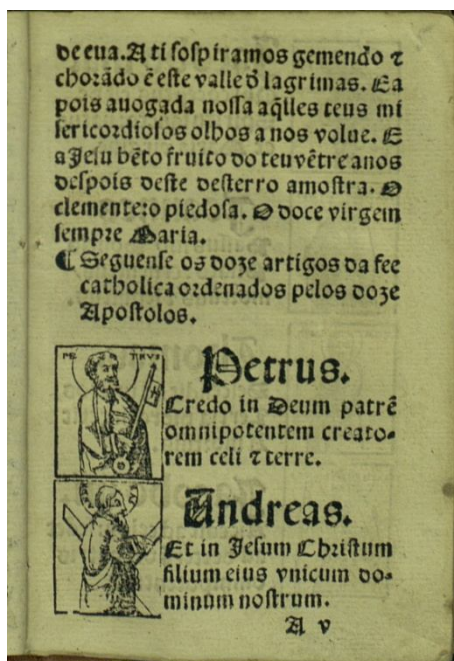 de eua. A ti sospiramos gemendo ⁊
chorãdo ẽ este valle đ lagrimas. Ea
pois auogada nossa aq̃lles teus mi
sericordiosos olhos a nos volue. E
a Jesu bẽto fruito do teu vẽtre a nos
despois deste desterro amostra. O
clemente: o piedosa. O doce virgem
sempre Maria.
¶ Seguense os doze artigos da fee
catholica ordenados pelos doze
Apostolos.
PE TRVS
Petrus.
Credo in Deum patrẽ
omnipotentem creato-
rem celi ⁊ terre.
Andreas.
Et in Jesum Christum
filium eius vnicum do-
minum nostrum.
A v